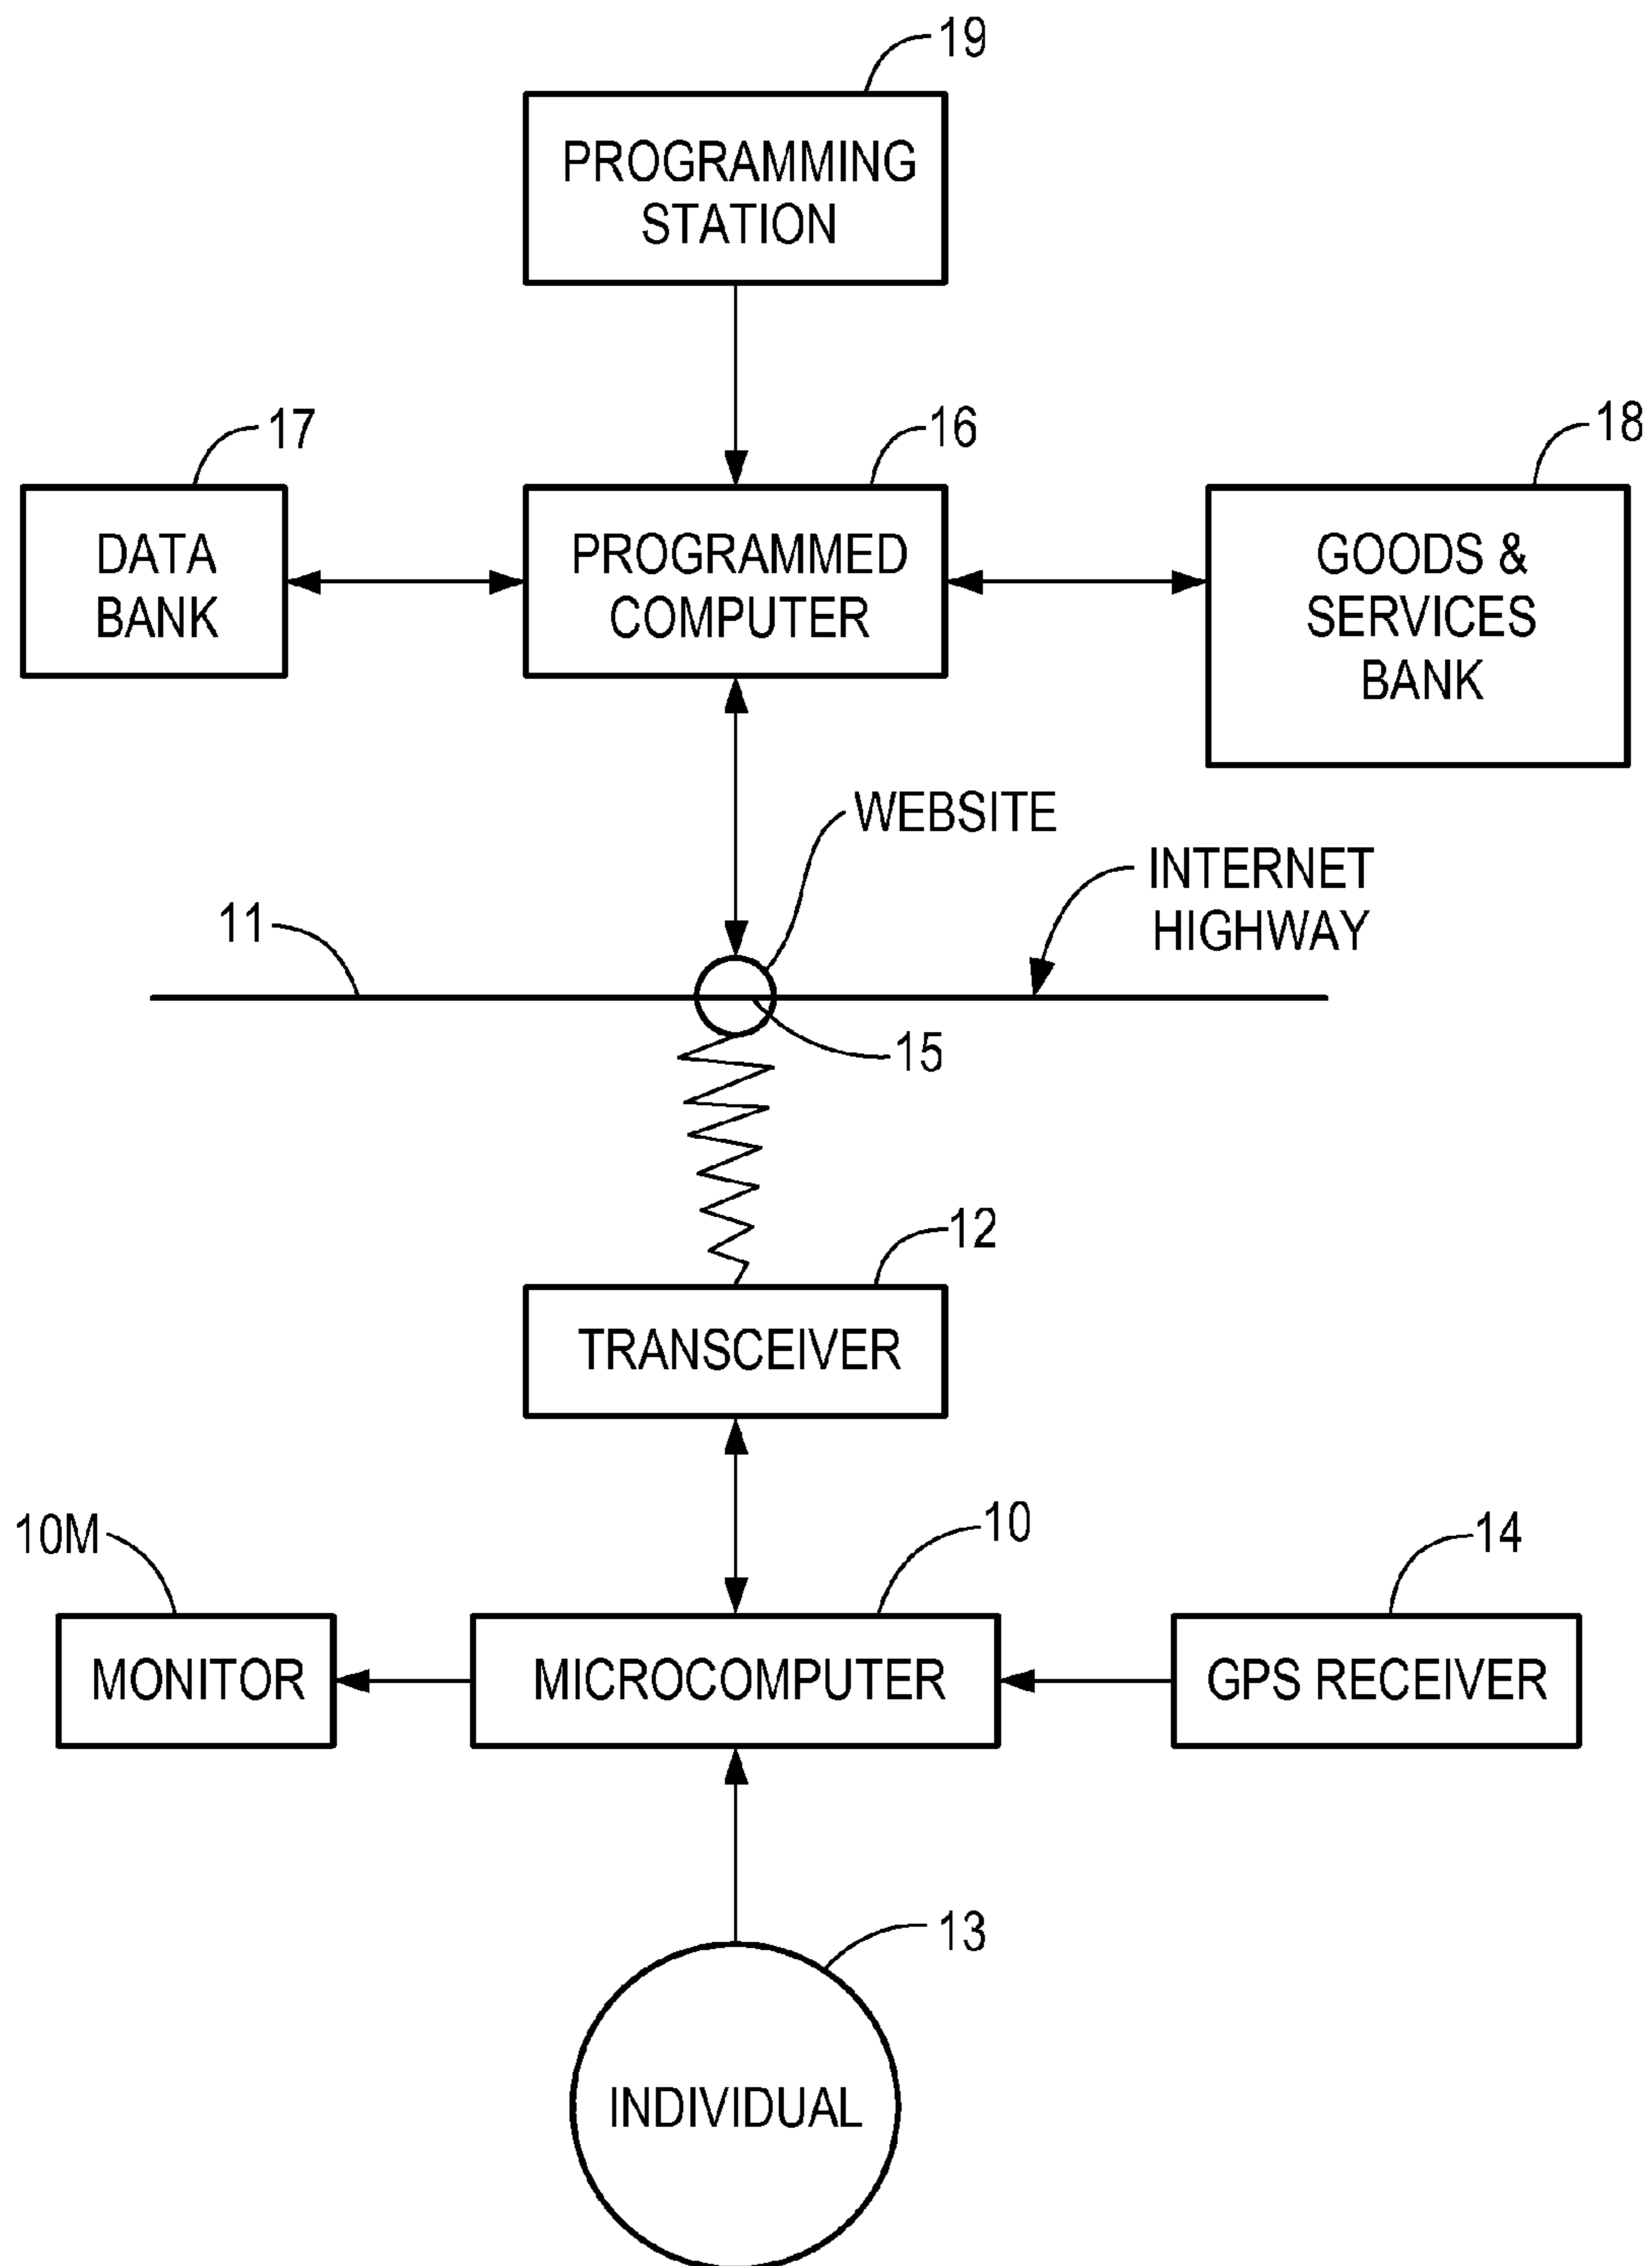 19
PROGRAMMING
STATION
17
16
18
DATA
BANK
PROGRAMMED
COMPUTER
GOODS &
SERVICES
BANK
WEBSITE
INTERNET
HIGHWAY
11
15
12
TRANSCEIVER
10M
10
14
MONITOR
MICROCOMPUTER
GPS RECEIVER
13
INDIVIDUAL